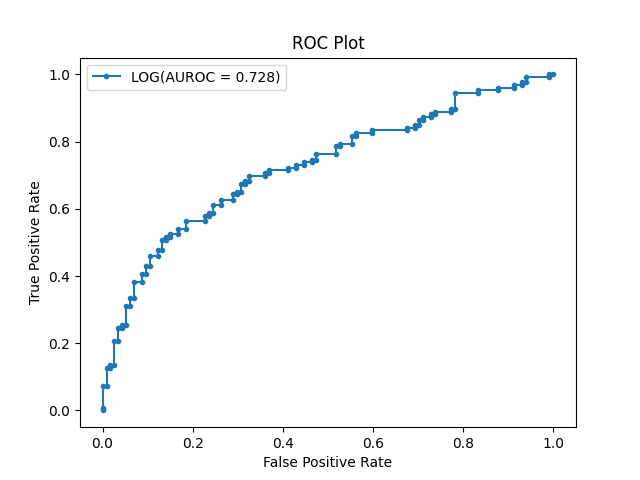 ROC Plot
LOG(AUROC = 0.728)
True Positive Rate
1.0
0.8
0.6
0.4
0.2
0.0
0.0 0.2 0.4 0.6 0.8 1.0
False Positive Rate